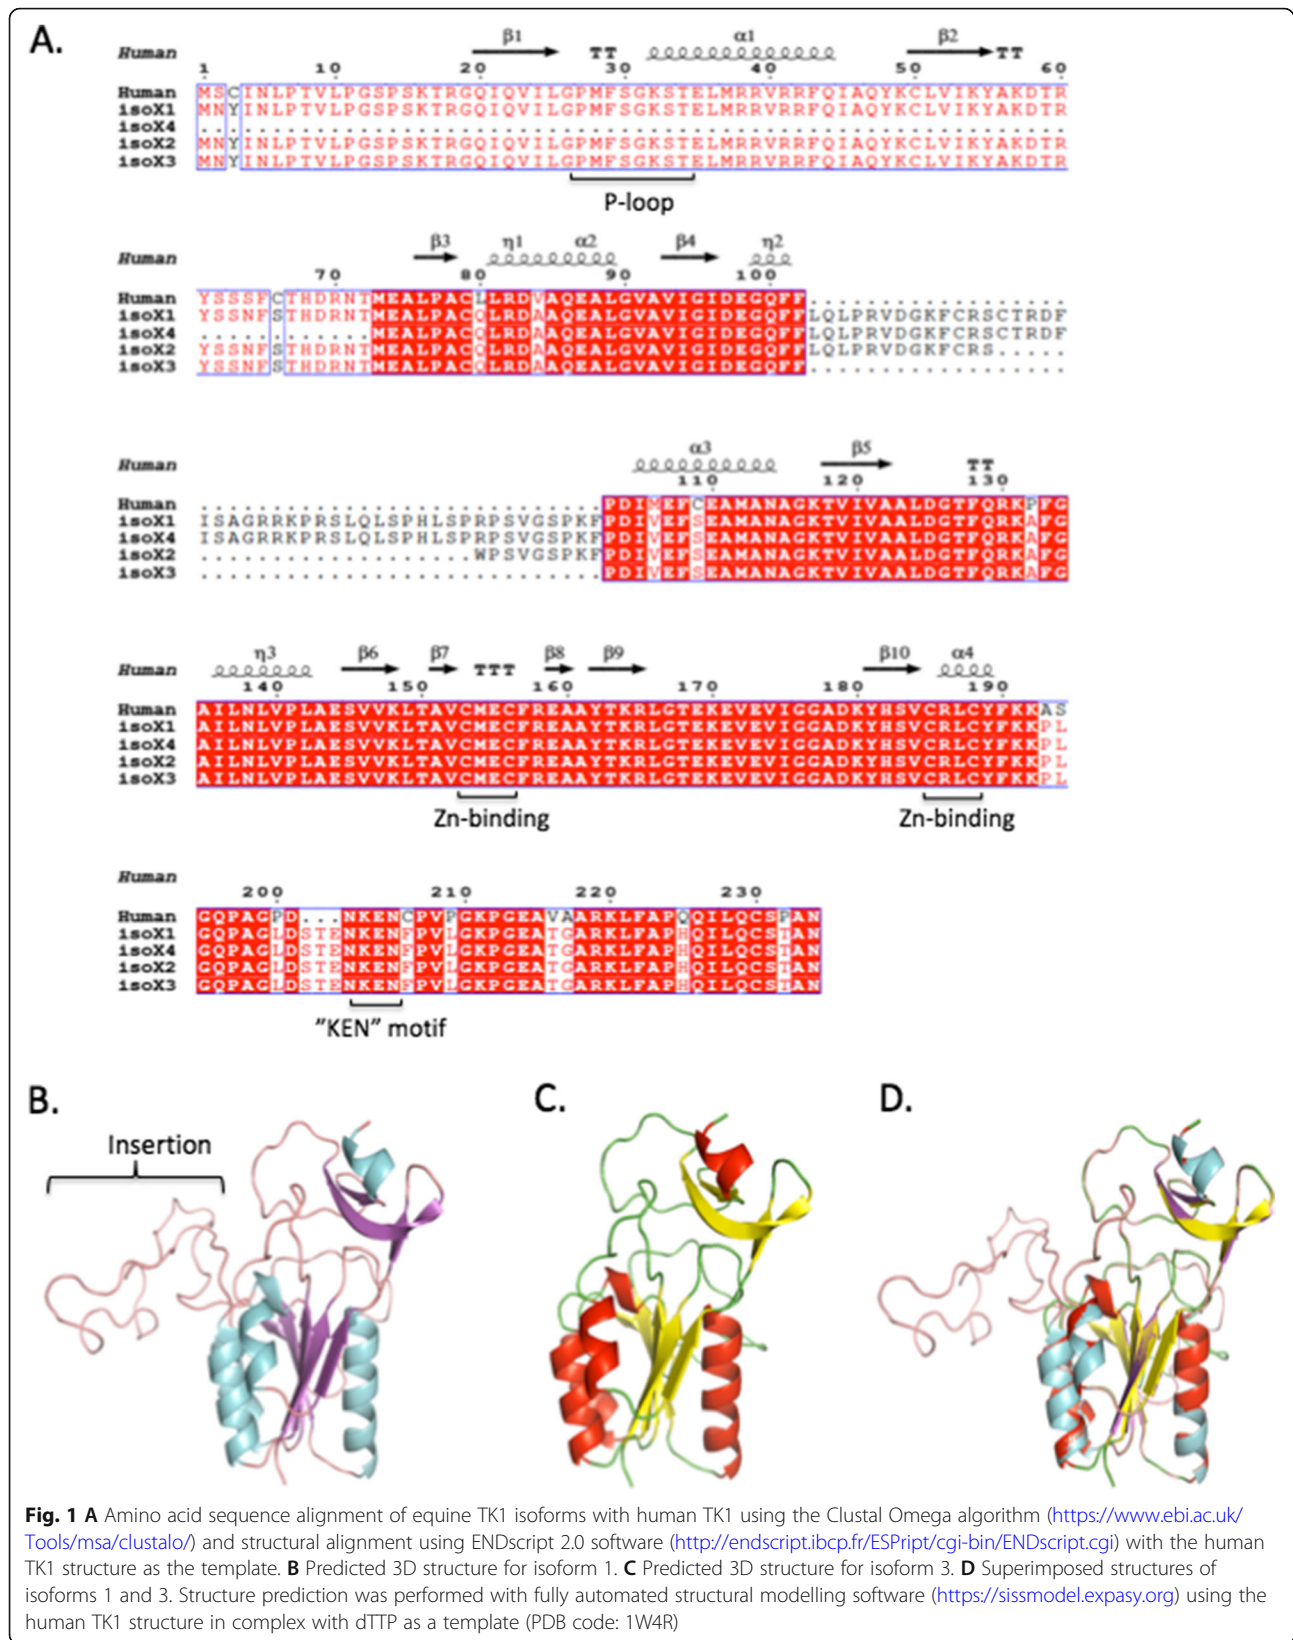 A.
Human β1 TT α1 β2 TT
1 10 20 30 40 50 60
Human MSCINLPTVLPGSPSKTRGQIQVILGPMFSGKSTELMRRVRRFQIAQYKCLVIKYAKDTR
isoX1 MNYINLPTVLPGSPSKTRGQIQVILGPMFSGKSTELMRRVRRFQIAQYKCLVIKYAKDTR
isoX4 ............................................................
isoX2 MNYINLPTVLPGSPSKTRGQIQVILGPMFSGKSTELMRRVRRFQIAQYKCLVIKYAKDTR
isoX3 MNYINLPTVLPGSPSKTRGQIQVILGPMFSGKSTELMRRVRRFQIAQYKCLVIKYAKDTR
P-loop
Human β3 η1 α2 β4 η2
70 80 90 100
Human YSSSFCTHDRNTMEALPACLLRDVAQEALGVAVIGIDEGQFF..................
isoX1 YSSNFSTHDRNTMEALPACQLRDAAQEALGVAVIGIDEGQFFLQLPRVDGKFCRSCTRDF
isoX4 ............MEALPACQLRDAAQEALGVAVIGIDEGQFFLQLPRVDGKFCRSCTRDF
isoX2 YSSNFSTHDRNTMEALPACQLRDAAQEALGVAVIGIDEGQFFLQLPRVDGKFCRS.....
isoX3 YSSNFSTHDRNTMEALPACQLRDAAQEALGVAVIGIDEGQFF..................
Human α3 β5 TT
110 120 130
Human ............................PDIMEFCEAMANAGKTVIVAALDGTFQRKPFG
isoX1 ISAGRRKPRSLQLSPHLSPRPSVGSPKFPDIVEFSEAMANAGKTVIVAALDGTFQRKAFG
isoX4 ISAGRRKPRSLQLSPHLSPRPSVGSPKFPDIVEFSEAMANAGKTVIVAALDGTFQRKAFG
isoX2 ...................WPSVGSPKFPDIVEFSEAMANAGKTVIVAALDGTFQRKAFG
isoX3 ............................PDIVEFSEAMANAGKTVIVAALDGTFQRKAFG
Human η3 β6 β7 TTT β8 β9 β10 α4
140 150 160 170 180 190
Human AILNLVPLAESVVKLTAVCMECFREAAYTKRLGTEKEVEVIGGADKYHSVCRLCYFKKAS
isoX1 AILNLVPLAESVVKLTAVCMECFREAAYTKRLGTEKEVEVIGGADKYHSVCRLCYFKKPL
isoX4 AILNLVPLAESVVKLTAVCMECFREAAYTKRLGTEKEVEVIGGADKYHSVCRLCYFKKPL
isoX2 AILNLVPLAESVVKLTAVCMECFREAAYTKRLGTEKEVEVIGGADKYHSVCRLCYFKKPL
isoX3 AILNLVPLAESVVKLTAVCMECFREAAYTKRLGTEKEVEVIGGADKYHSVCRLCYFKKPL
Zn-binding Zn-binding
Human
200 210 220 230
Human GQPAGPD...NKENCPVPGKPGEAVAARKLFAPQQILQCSPAN
isoX1 GQPAGLDSTENKENFPVLGKPGEATGARKLFAPHQILQCSTAN
isoX4 GQPAGLDSTENKENFPVLGKPGEATGARKLFAPHQILQCSTAN
isoX2 GQPAGLDSTENKENFPVLGKPGEATGARKLFAPHQILQCSTAN
isoX3 GQPAGLDSTENKENFPVLGKPGEATGARKLFAPHQILQCSTAN
”KEN” motif
B. C. D.
Insertion
Fig. 1 A Amino acid sequence alignment of equine TK1 isoforms with human TK1 using the Clustal Omega algorithm (https://www.ebi.ac.uk/
Tools/msa/clustalo/) and structural alignment using ENDscript 2.0 software (http://endscript.ibcp.fr/ESPript/cgi-bin/ENDscript.cgi) with the human
TK1 structure as the template. B Predicted 3D structure for isoform 1. C Predicted 3D structure for isoform 3. D Superimposed structures of
isoforms 1 and 3. Structure prediction was performed with fully automated structural modelling software (https://sissmodel.expasy.org) using the
human TK1 structure in complex with dTTP as a template (PDB code: 1W4R)